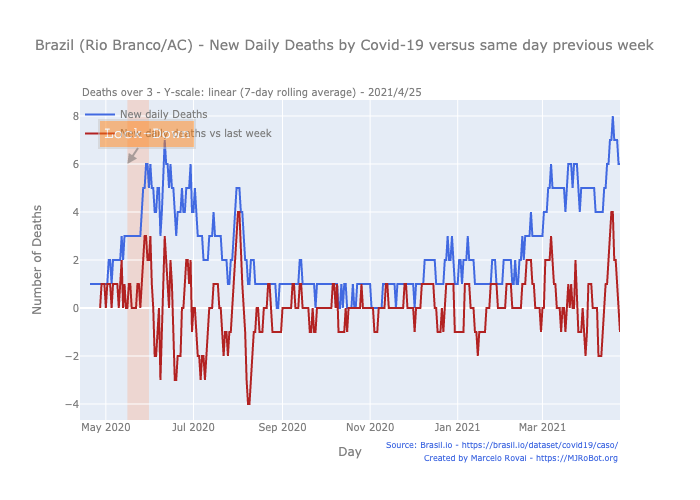 Brazil (Rio Branco/AC) - New Daily Deaths by Covid-19 versus same day previous week
Deaths over 3 - Y-scale: linear (7-day rolling average) - 2021/4/25
New daily Deaths
New daily deaths vs last week
Lock-Down
Number of Deaths
8
6
4
2
0
−2
−4
May 2020
Jul 2020
Sep 2020
Nov 2020
Jan 2021
Mar 2021
Day
Source: Brasil.io - https://brasil.io/dataset/covid19/caso/
Created by Marcelo Rovai - https://MJRoBot.org